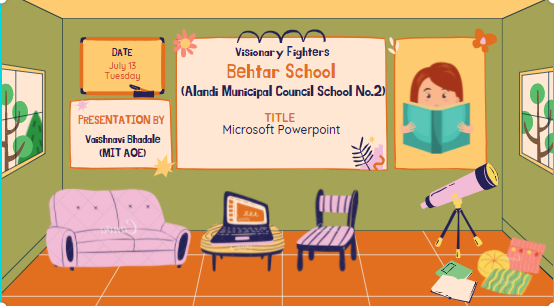 DATE
July 13
Tuesday
PRESENTATION BY
Vaishnavi Bhadale
(MIT AOE)
Visionary Fighters
Behtar School
(Alandi Municipal Council School No.2)
TITLE
Microsoft Powerpoint